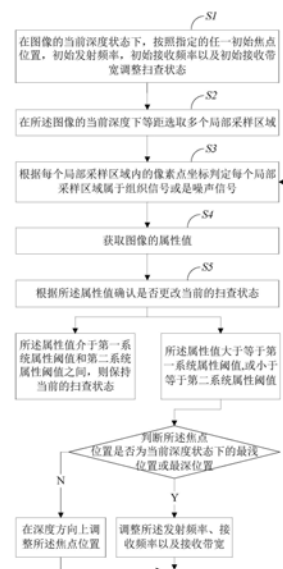 S1
在图像的当前深度状态下，按照指定的任一初始焦点
位置，初始发射频率，初始接收频率以及初始接收带
宽调整扫查状态
S2
在所述图像的当前深度下等距选取多个局部采样区域
S3
根据每个局部采样区域内的像素点坐标判定每个局部
采样区域属于组织信号或是噪声信号
S4
获取图像的属性值
S5
根据所述属性值确认是否更改当前的扫查状态
所述属性值介于第一系
统属性阈值和第二系统
属性阈值之间，则保持
当前的扫查状态
所述属性值大于等于第
一系统属性阈值,或小于
等于第二系统属性阈值
判断所述焦点
位置是否为当前深度状态下的最浅
位置或最深位置
N
Y
在深度方向上调
整所述焦点位置
调整所述发射频率、接
收频率以及接收带宽